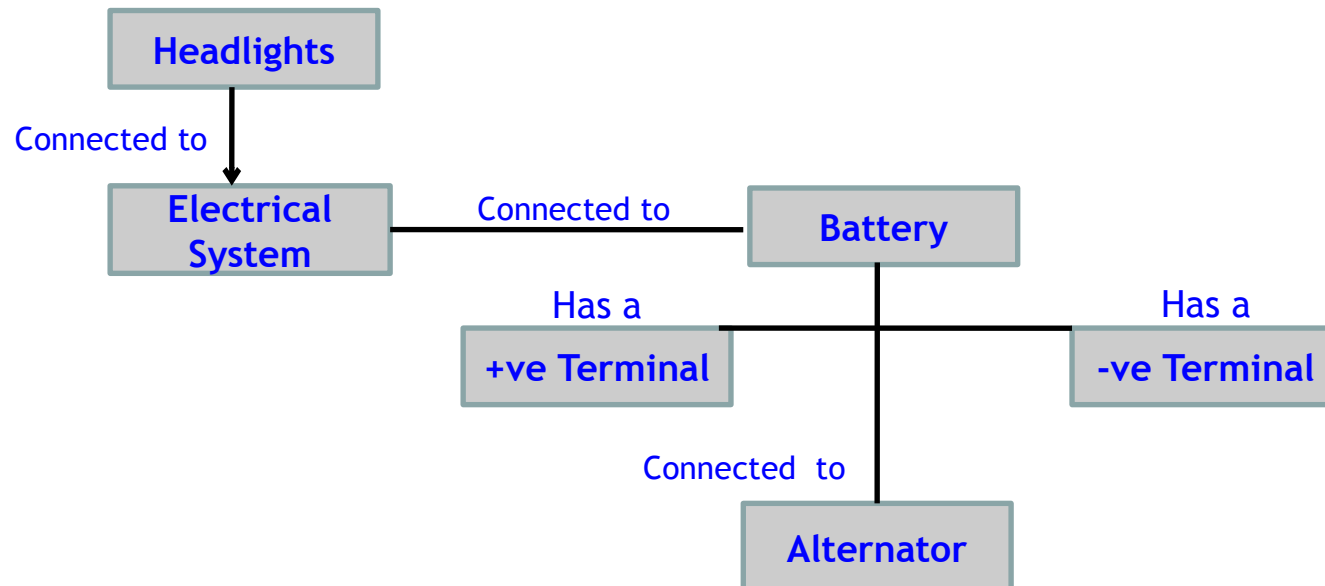 Headlights
Connected to
Electrical
System
Connected to
Battery
Has a
Has a
+ve Terminal
-ve Terminal
Connected to
Alternator